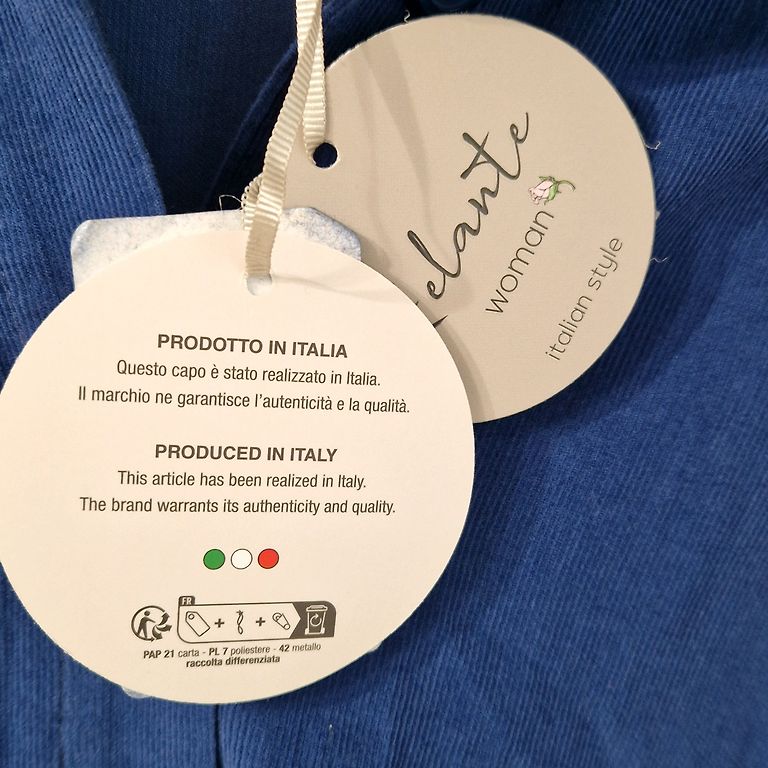 PRODOTTO IN ITALIA
Questo capo è stato realizzato in Italia.
Il marchio ne garantisce l'autenticità e la qualità.
PRODUCED IN ITALY
This article has been realized in Italy.
The brand warrants its authenticity and quality.
FR
PAP 21 carta - PL 7 poliestere - 42 metallo
raccolta differenziata
elante
woman
italian style